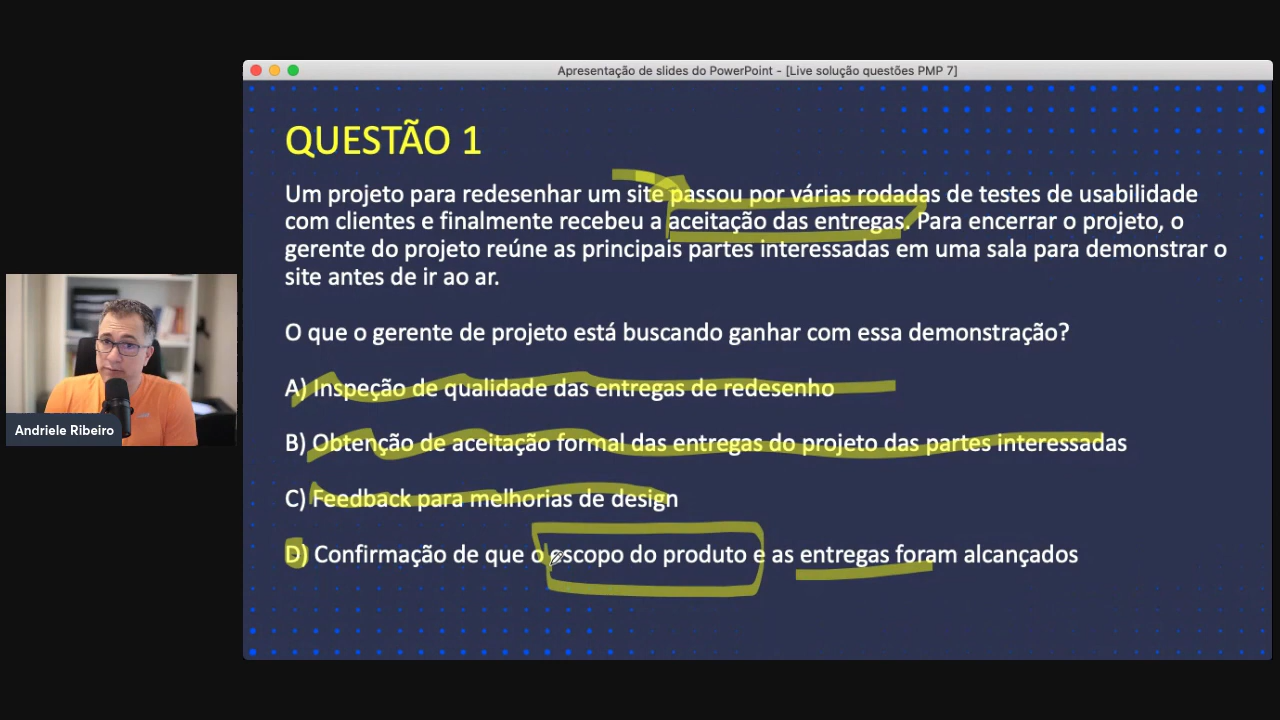 Apresentação de slides do PowerPoint - [Live solução questões PMP 7]
QUESTÃO 1
Um projeto para redesenhar um site passou por várias rodadas de testes de usabilidade
com clientes e finalmente recebeu a aceitação das entregas. Para encerrar o projeto, o
gerente do projeto reúne as principais partes interessadas em uma sala para demonstrar o
site antes de ir ao ar.
O que o gerente de projeto está buscando ganhar com essa demonstração?
A) Inspeção de qualidade das entregas de redesenho
B) Obtenção de aceitação formal das entregas do projeto das partes interessadas
C) Feedback para melhorias de design
D) Confirmação de que o escopo do produto e as entregas foram alcançados
Andriele Ribeiro